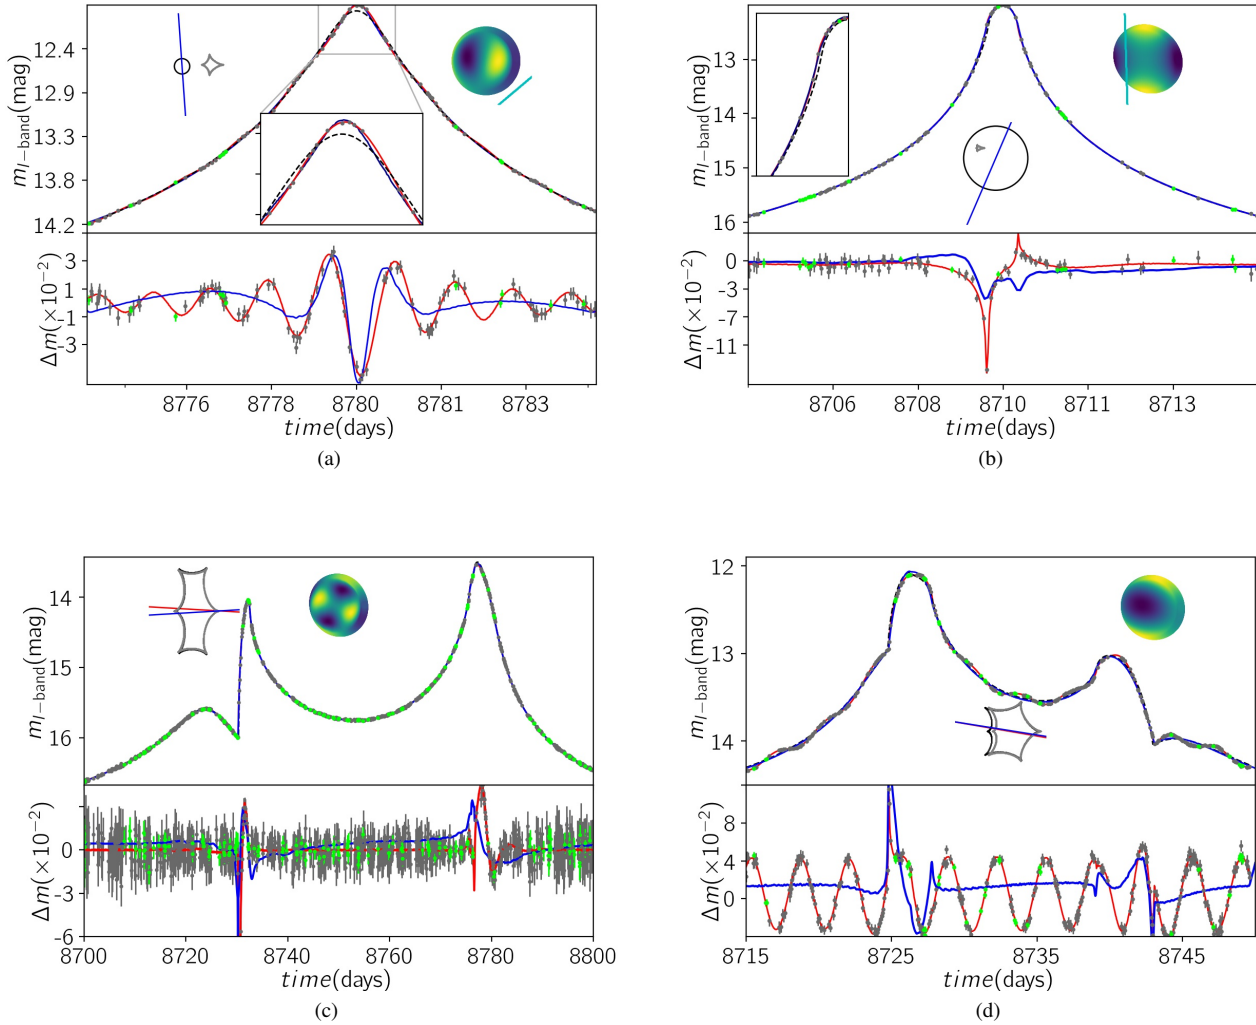 12.4
12.9
13.3
13.8
14.2
m_{I−band}(mag)
3
1
-1
-3
Δm(×10^{−2})
8776 8778 8780 8781 8783
time(days)
(a)
13
14
15
16
m_{I−band}(mag)
0
-3
-7
-11
Δm(×10^{−2})
8706 8708 8710 8711 8713
time(days)
(b)
14
15
16
m_{I−band}(mag)
0
-3
-6
Δm(×10^{−2})
8700 8720 8740 8760 8780 8800
time(days)
(c)
12
13
14
m_{I−band}(mag)
8
4
0
Δm(×10^{−2})
8715 8725 8735 8745
time(days)
(d)